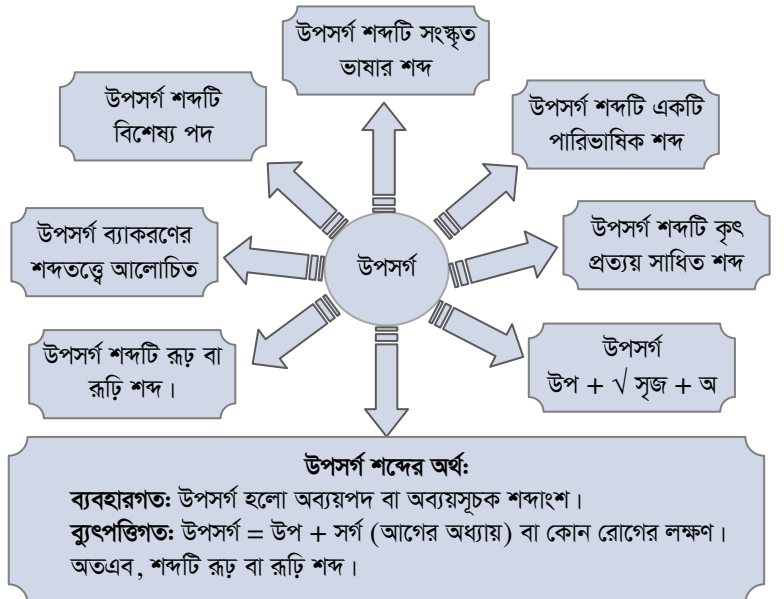 উপসর্গ শব্দটি সংস্কৃত
ভাষার শব্দ
উপসর্গ শব্দটি
বিশেষ্য পদ
উপসর্গ শব্দটি একটি
পারিভাষিক শব্দ
উপসর্গ ব্যাকরণের
শব্দতত্ত্বে আলোচিত
উপসর্গ
উপসর্গ শব্দটি কৃৎ
প্রত্যয় সাধিত শব্দ
উপসর্গ শব্দটি রূঢ় বা
রূঢ়ি শব্দ।
উপসর্গ
উপ + √ সৃজ + অ
উপসর্গ শব্দের অর্থ:
ব্যবহারগত: উপসর্গ হলো অব্যয়পদ বা অব্যয়সূচক শব্দাংশ।
ব্যুৎপত্তিগত: উপসর্গ = উপ + সর্গ (আগের অধ্যায়) বা কোন রোগের লক্ষণ।
অতএব, শব্দটি রূঢ় বা রূঢ়ি শব্দ।